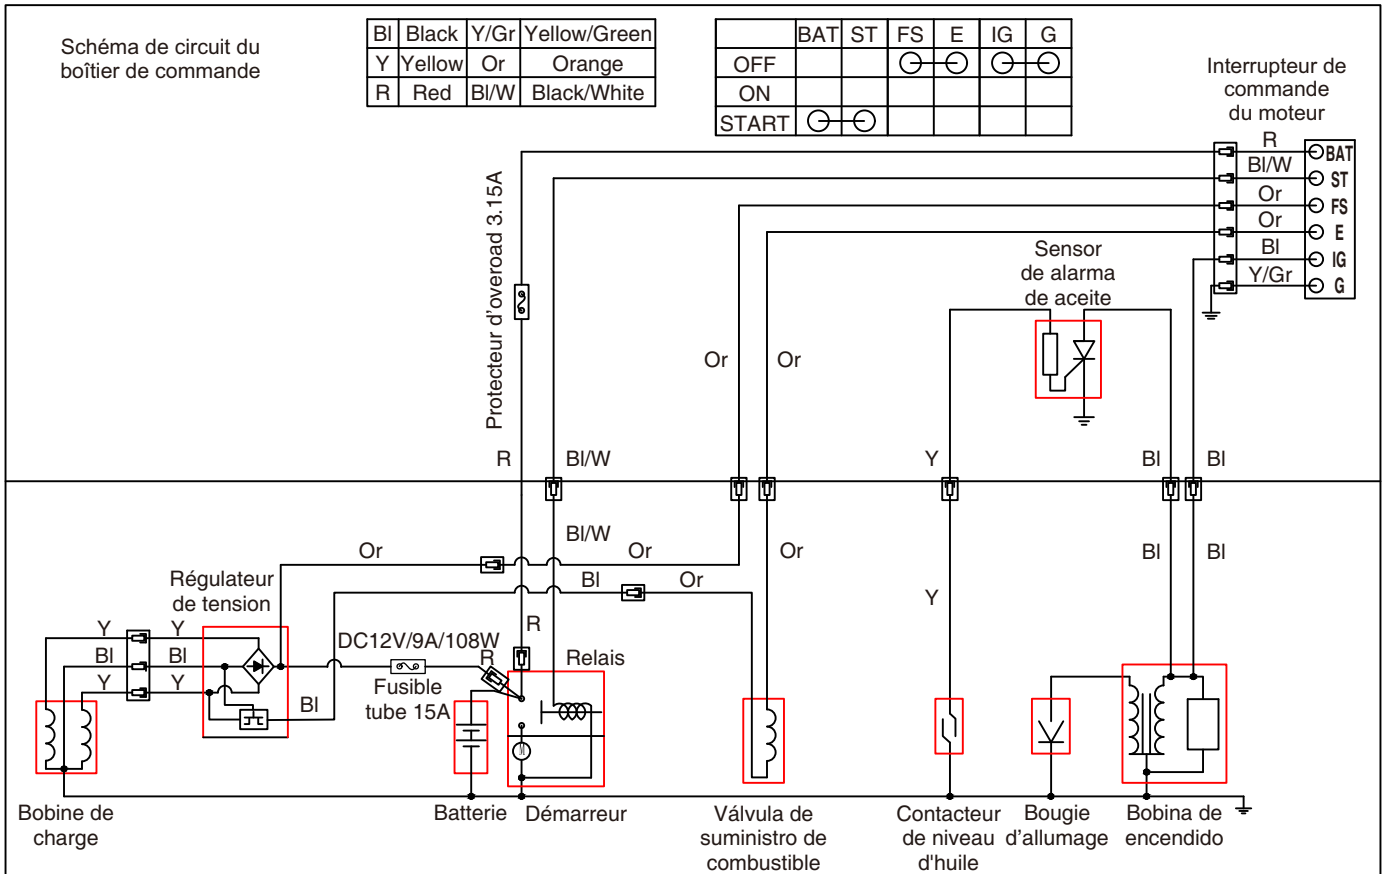 Schéma de circuit du
boîtier de commande
Bl Black Y/Gr Yellow/Green
Y Yellow Or Orange
R Red Bl/W Black/White
BAT ST FS E IG G
OFF
ON
START
Interrupteur de
commande
du moteur
R
BAT
Bl/W
ST
Or
FS
Or
E
Bl
IG
Y/Gr
G
Protecteur d'overoad 3.15A
Sensor
de alarma
de aceite
Or
Or
R
Bl/W
Y
Bl
Bl
Bl/W
Or
Or
Or
Bl
Bl
Régulateur
de tension
Bl
Or
Y
Y
Y
R
DC12V/9A/108W
Bl
Bl
R
Relais
Y
Y
Fusible
tube 15A
Bl
M
Bobine de
charge
Batterie
Démarreur
Válvula de
suministro de
combustible
Contacteur
de niveau
d'huile
Bougie
d'allumage
Bobina de
encendido